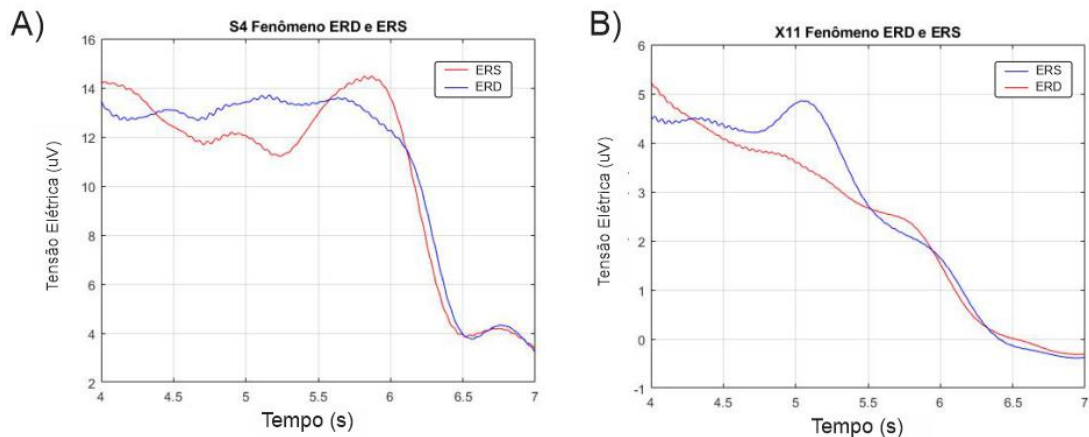 A)
S4 Fenômeno ERD e ERS
16
14
13
12
14
8
6
4
2
4
4.5
5
5.5
6
6.5
7
Tensão Elétrica (uV)
Tempo (s)
ERS
ERD
B)
X11 Fenômeno ERD e ERS
6
5
4
3
2
1
0
-1
4
4.5
5
5.5
6
6.5
7
Tensão Elétrica (uV)
Tempo (s)
ERS
ERD